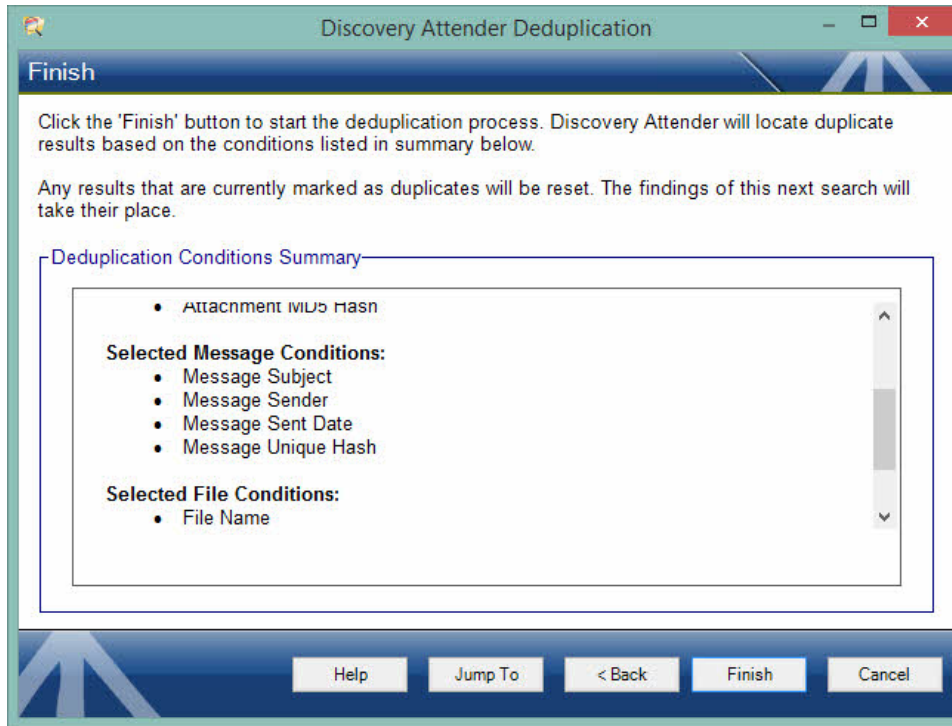 Discovery Attender Deduplication
Finish
Click the 'Finish' button to start the deduplication process. Discovery Attender will locate duplicate
results based on the conditions listed in summary below.
Any results that are currently marked as duplicates will be reset. The findings of this next search will
take their place.
Deduplication Conditions Summary
• Attachment MD5 Hash
Selected Message Conditions:
• Message Subject
• Message Sender
• Message Sent Date
• Message Unique Hash
Selected File Conditions:
• File Name
Help
Jump To
< Back
Finish
Cancel